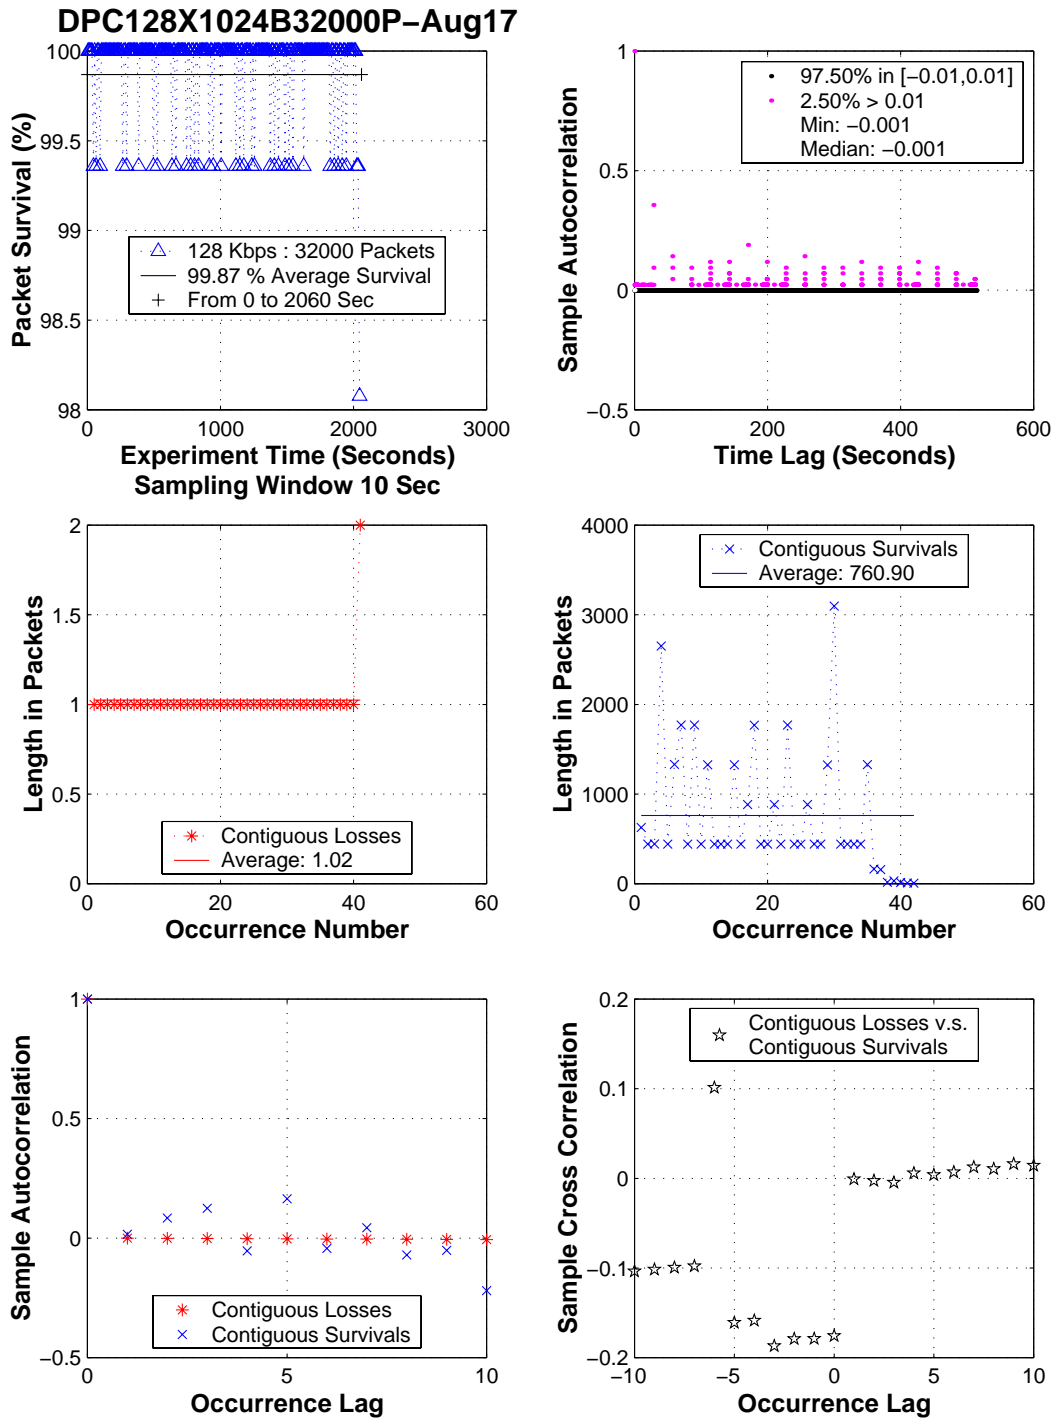 DPC128X1024B32000P−Aug17
100
99.5
99
98.5
98
0
1000
2000
3000
Packet Survival (%)
Experiment Time (Seconds)
Sampling Window 10 Sec
128 Kbps : 32000 Packets
99.87 % Average Survival
From 0 to 2060 Sec
1
0.5
0
−0.5
0
200
400
600
Sample Autocorrelation
Time Lag (Seconds)
97.50% in [−0.01,0.01]
2.50% > 0.01
Min: −0.001
Median: −0.001
2
1.5
1
0.5
0
0
20
40
60
Length in Packets
Occurrence Number
Contiguous Losses
Average: 1.02
4000
3000
2000
1000
0
0
20
40
60
Length in Packets
Occurrence Number
Contiguous Survivals
Average: 760.90
1
0.5
0
−0.5
0
5
10
Sample Autocorrelation
Occurrence Lag
Contiguous Losses
Contiguous Survivals
0.2
0.1
0
−0.1
−0.2
−10
−5
0
5
10
Sample Cross Correlation
Occurrence Lag
Contiguous Losses v.s.
Contiguous Survivals